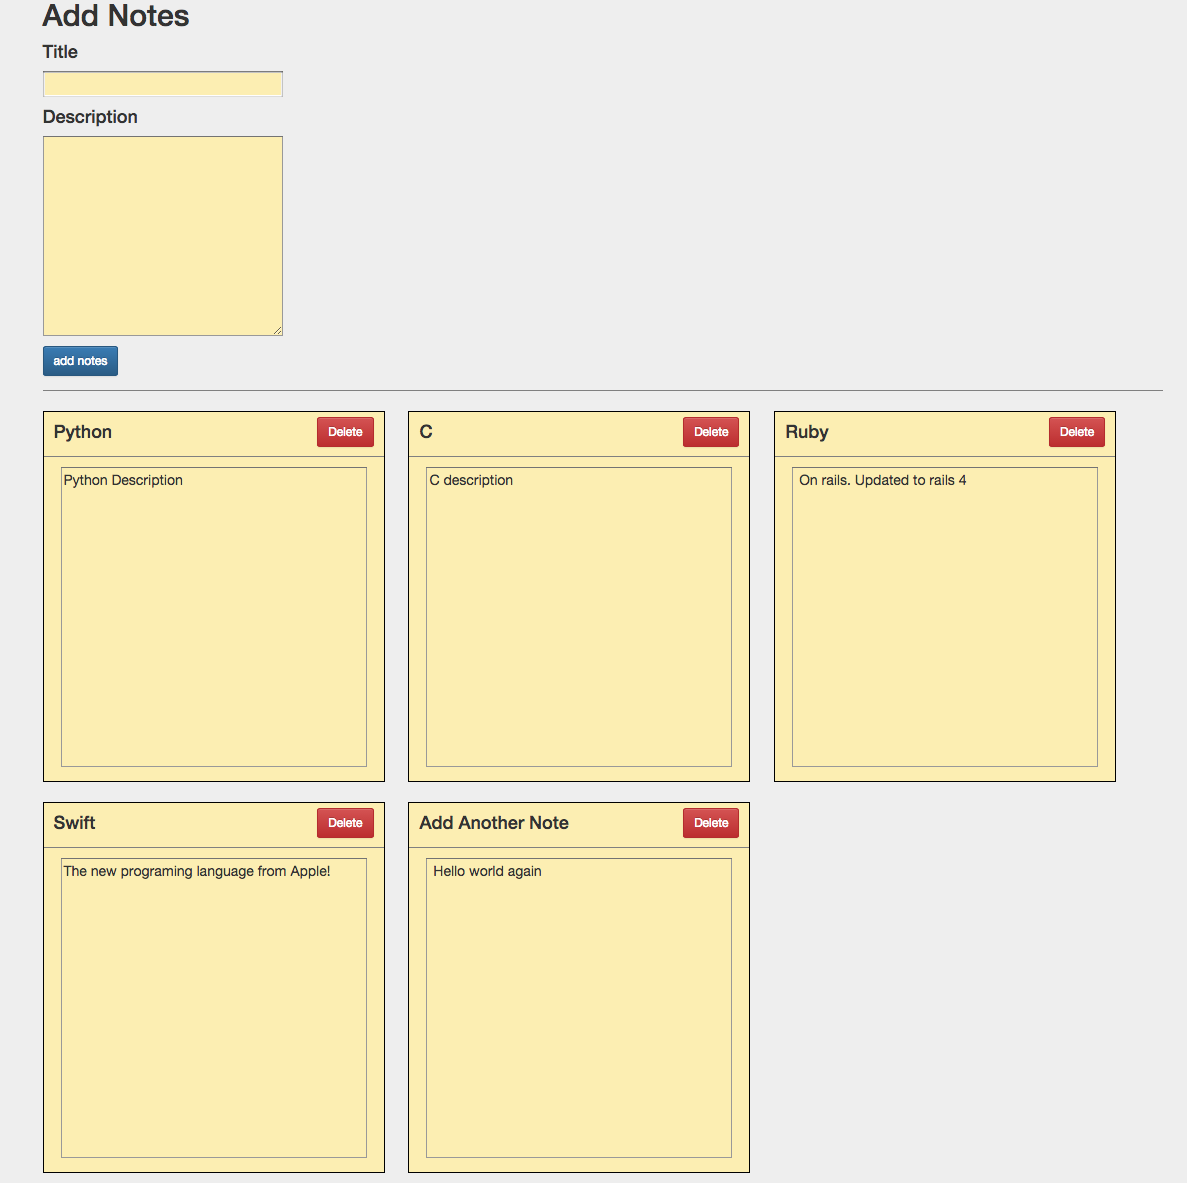 Add Notes
Title
Description
add notes
Python Delete
Python Description
C Delete
C description
Ruby Delete
On rails. Updated to rails 4
Swift Delete
The new programing language from Apple!
Add Another Note Delete
Hello world again